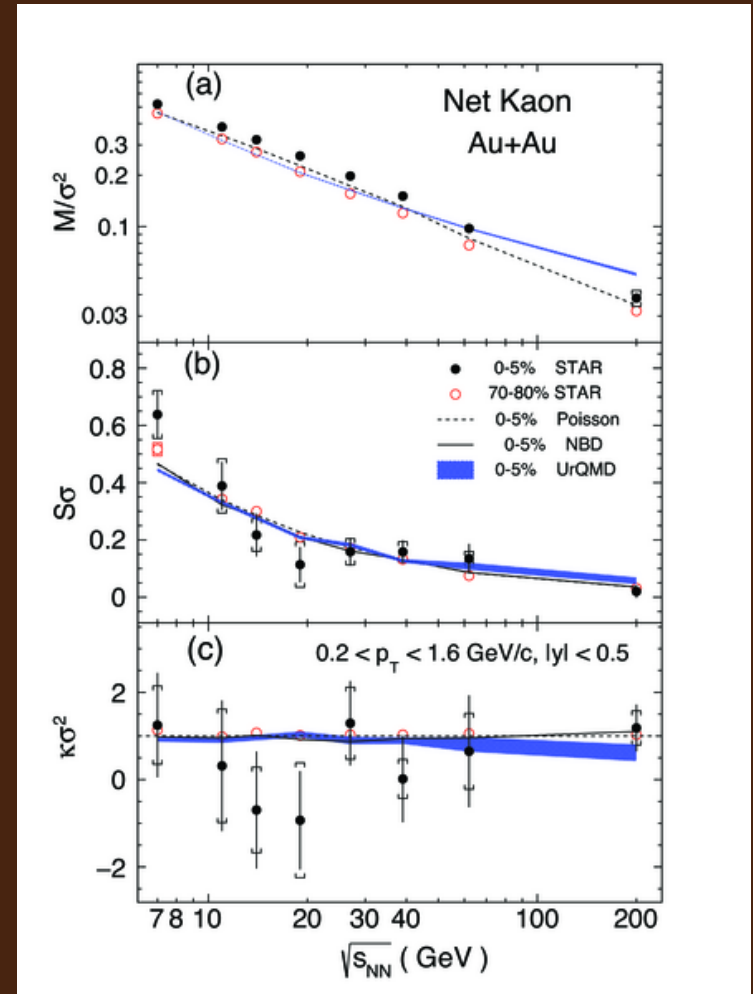 (a)
Net Kaon
Au+Au
0.3
0.2
0.1
0.03
M/σ²
(b)
0.8
0.6
0.4
0.2
0
Sσ
0-5% STAR
70-80% STAR
0-5% Poisson
0-5% NBD
0-5% UrQMD
(c)
0.2 < p_T < 1.6 GeV/c, |y| < 0.5
2
0
−2
κσ²
7 8 10 20 30 40 100 200
√s_NN ( GeV )